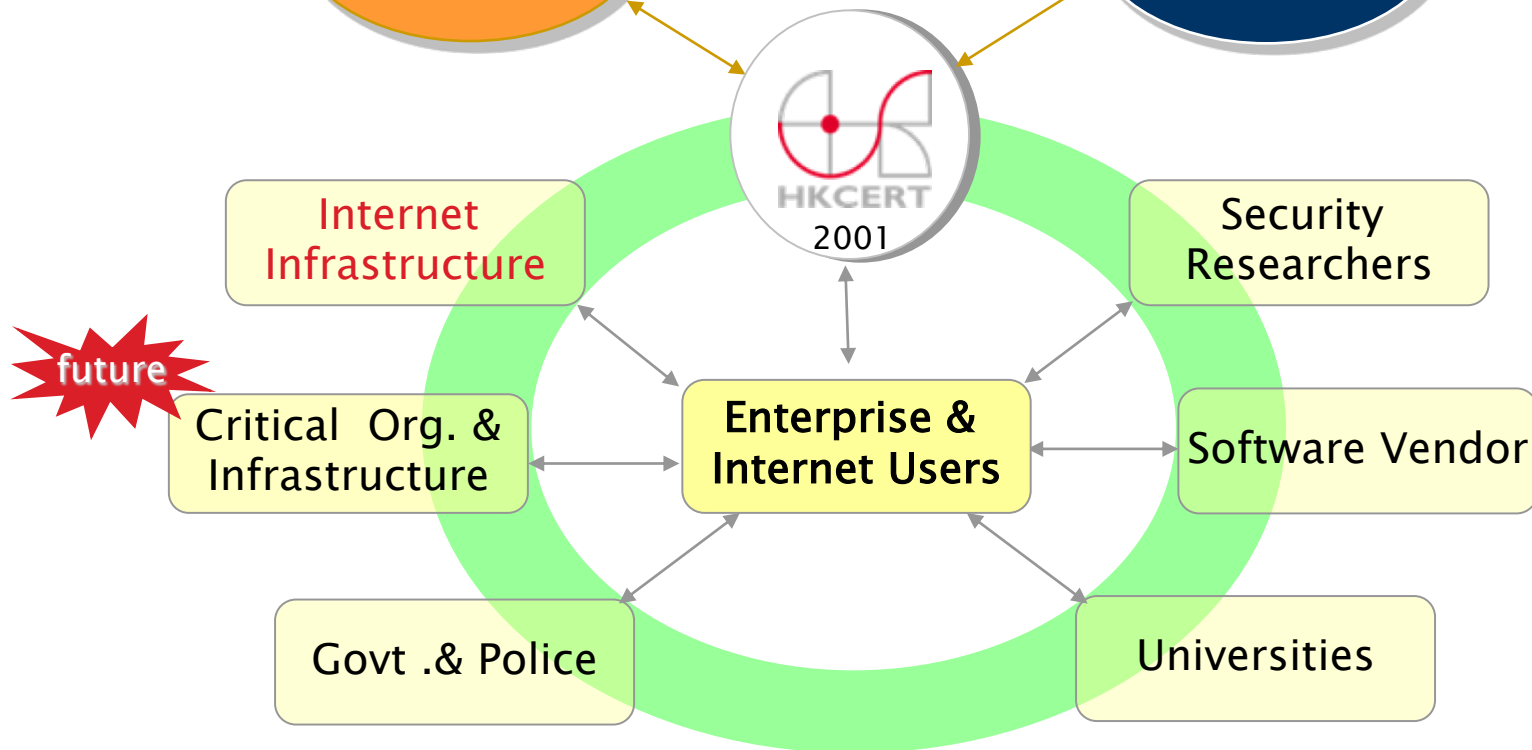 HKCERT
2001
Internet
Infrastructure
Security
Researchers
future
Critical Org. &
Infrastructure
Enterprise &
Internet Users
Software Vendor
Govt .& Police
Universities